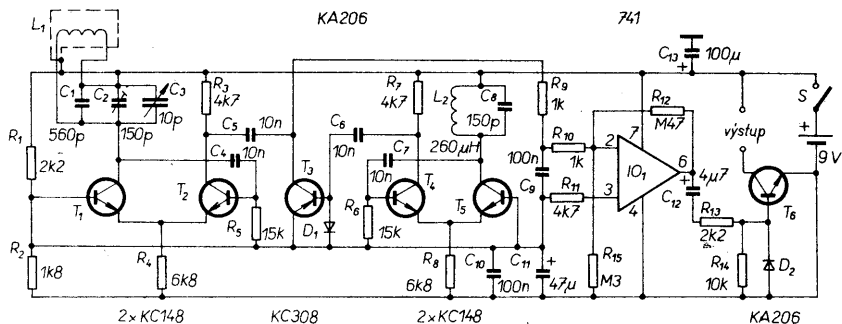 KA206 741
L1
C13 100µ
C1 C2 C3
560p 150p 10p
R3 4k7
C5 10n
C4 10n
R1 2k2
T1 T2
R5 15k
R2 1k8
R4 6k8
T3
D1
C6 10n
C7 10n
R7 4k7
L2 260µH
C8 150p
R6 15k
T4 T5
R8 6k8
C10 100n
C11 47µ
R9 1k
R10 1k
100n C9
R11 4k7
R12 M47
2 7 6 3 4
IO1
R15 M3
4µ7 C12
R13 2k2
R14 10k
D2
T6
výstup
S
9V
+ + + +
2×KC148 KC308 2×KC148 KA206